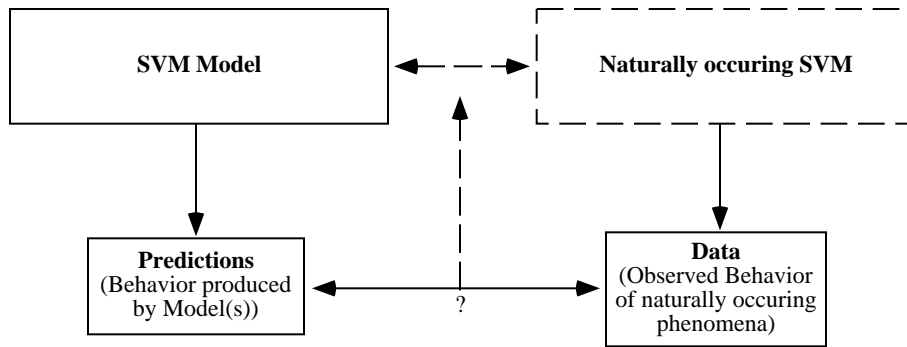 SVM Model
Naturally occuring SVM
Predictions
(Behavior produced
by Model(s))
?
Data
(Observed Behavior
of naturally occuring
phenomena)